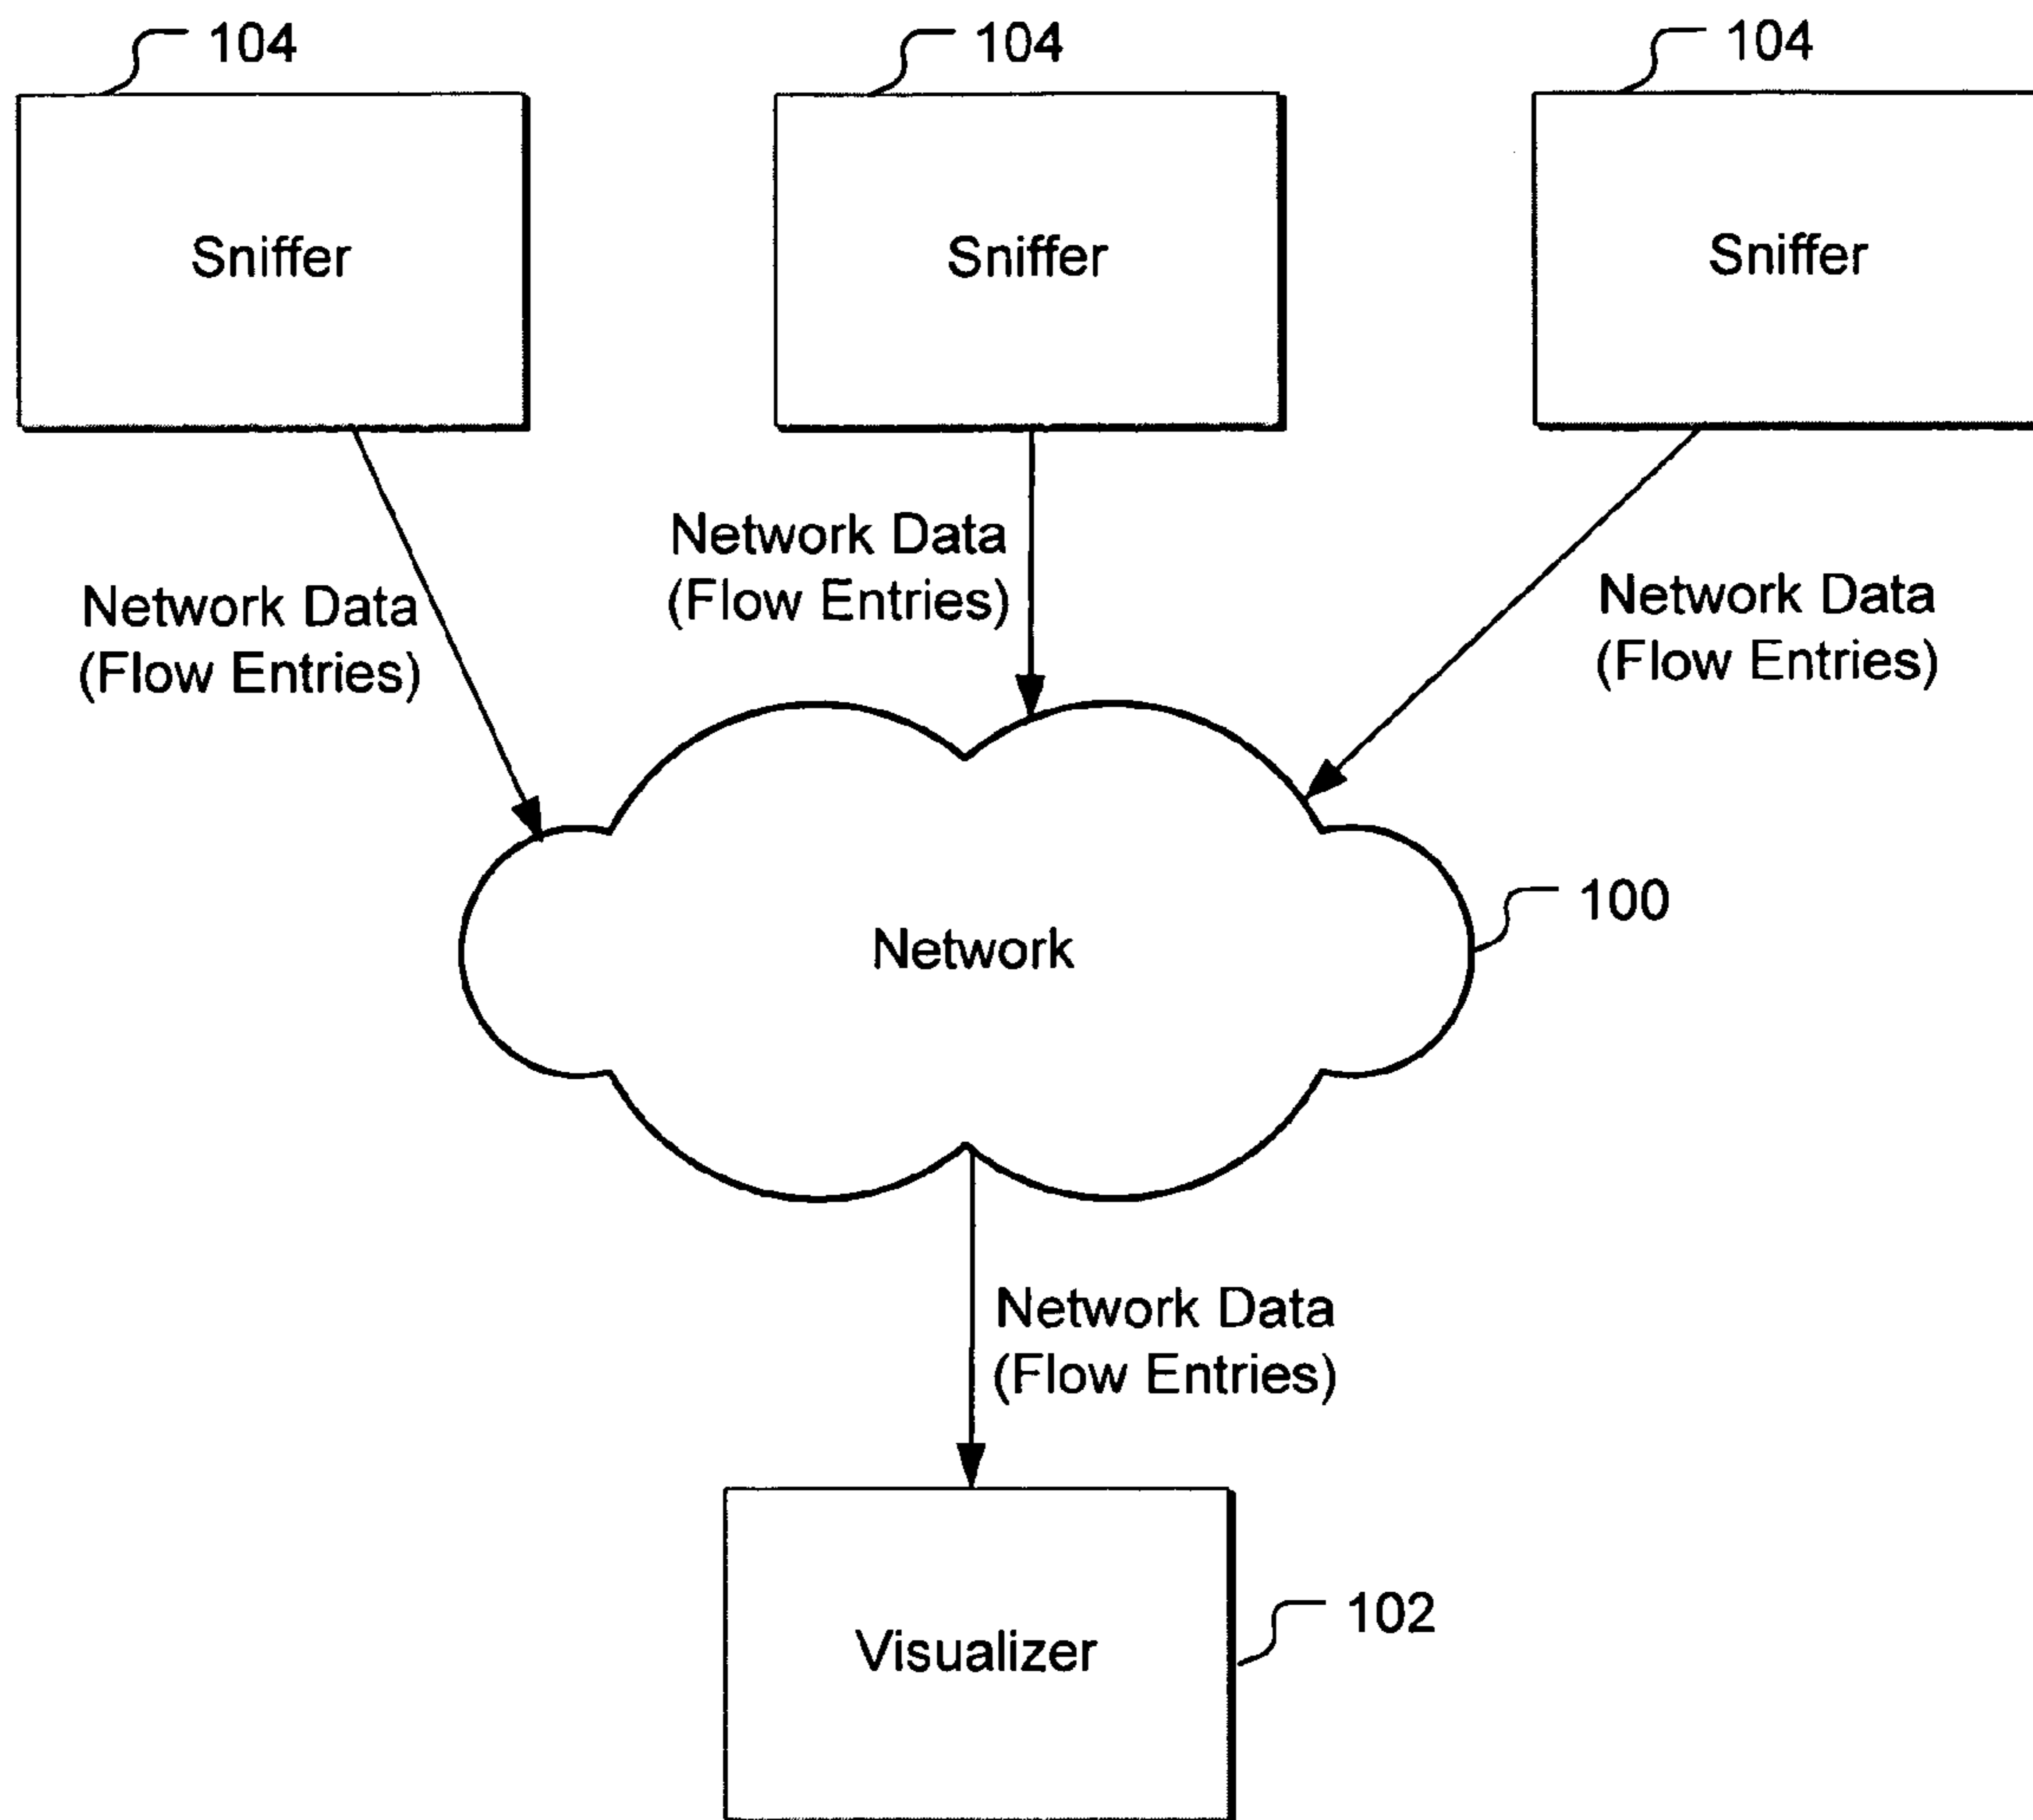 104
104
104
Sniffer
Sniffer
Sniffer
Network Data
(Flow Entries)
Network Data
(Flow Entries)
Network Data
(Flow Entries)
100
Network
Network Data
(Flow Entries)
102
Visualizer